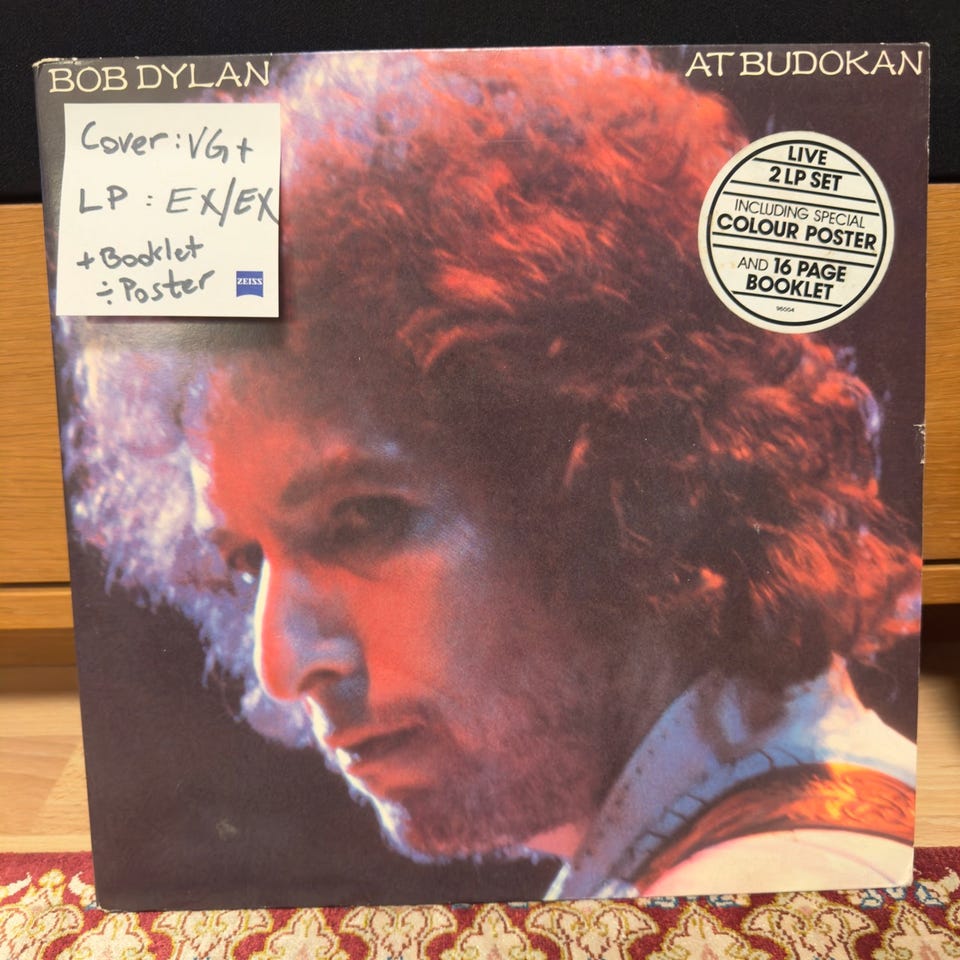 BOB DYLAN
AT BUDOKAN
Cover: VG+
LP : EX/EX
+ Booklet
÷ Poster
ZEISS
LIVE
2 LP SET
INCLUDING SPECIAL
COLOUR POSTER
AND 16 PAGE
BOOKLET
96004